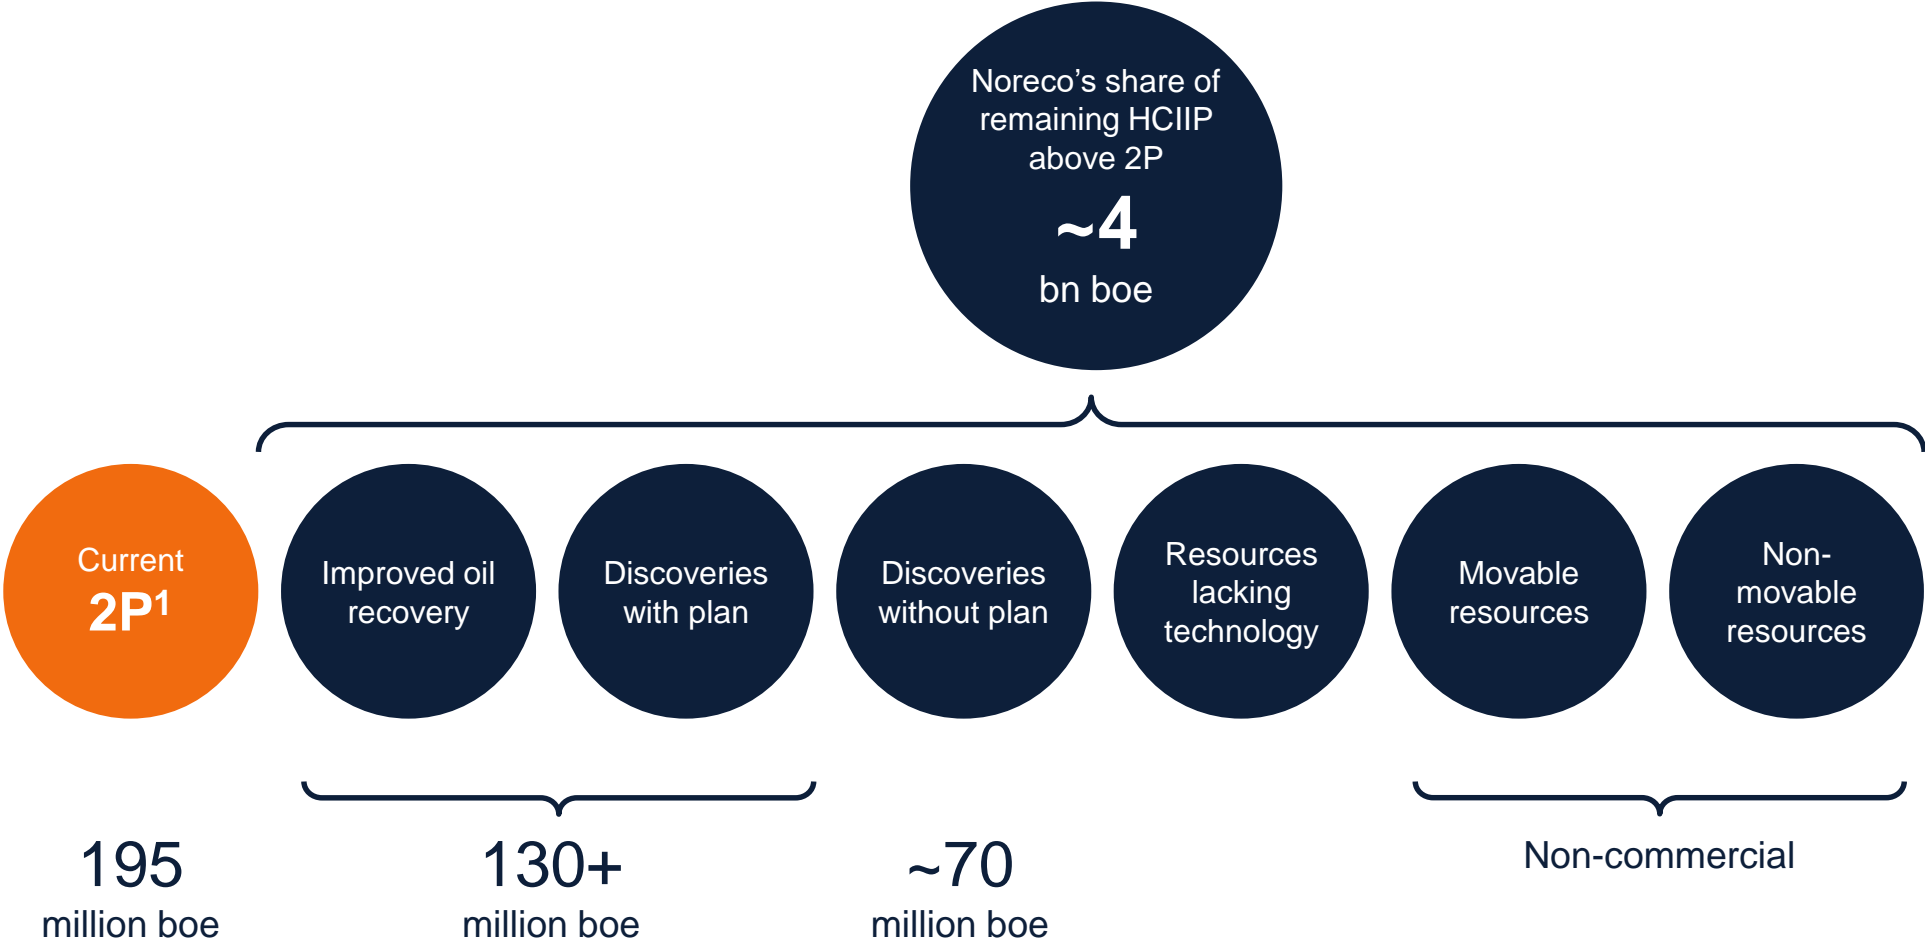 Noreco’s share of
remaining HCIIP
above 2P
~4
bn boe
Current
2P¹
Improved oil
recovery
Discoveries
with plan
Discoveries
without plan
Resources
lacking
technology
Movable
resources
Non-
movable
resources
195
million boe
130+
million boe
~70
million boe
Non-commercial